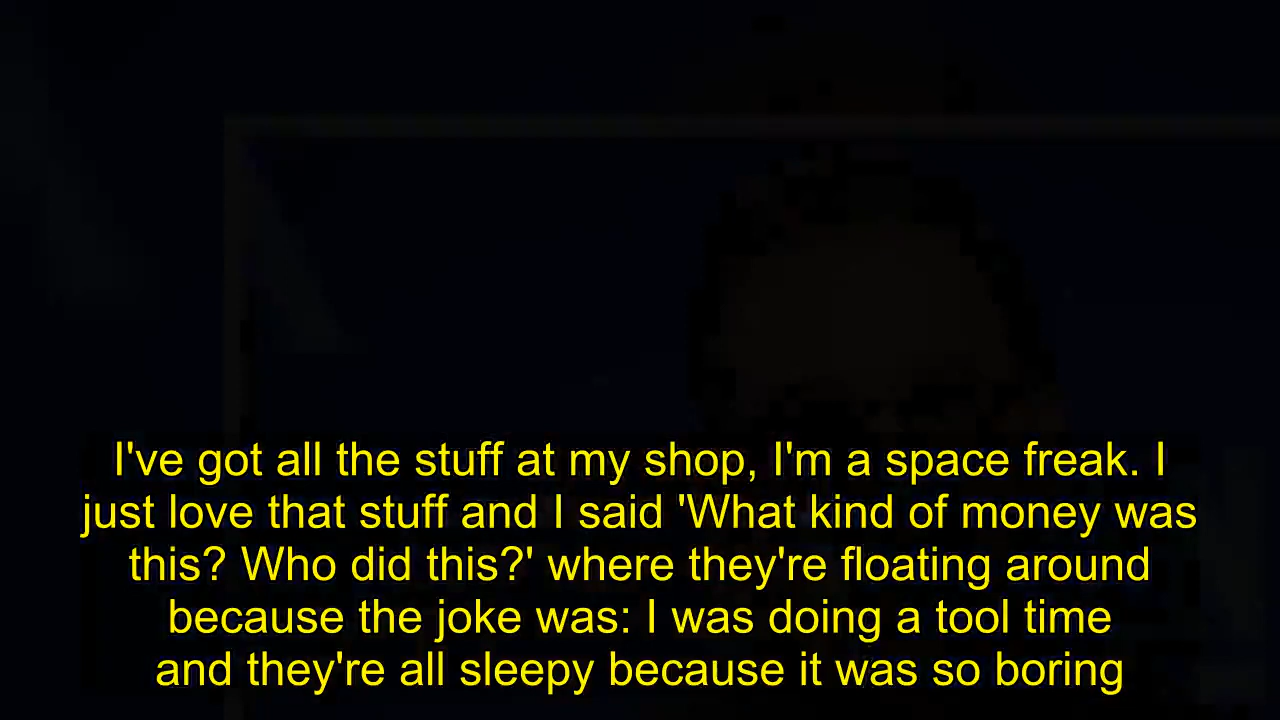 I've got all the stuff at my shop, I'm a space freak. I
just love that stuff and I said 'What kind of money was
this? Who did this?' where they're floating around
because the joke was: I was doing a tool time
and they're all sleepy because it was so boring